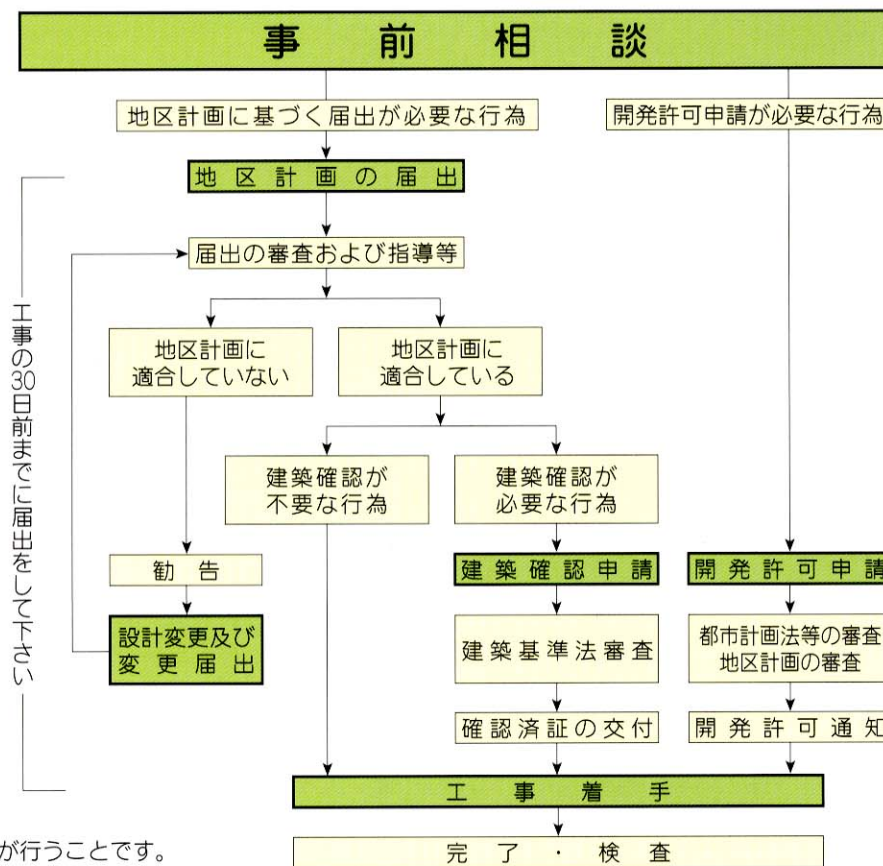 事前相談
地区計画に基づく届出が必要な行為
開発許可申請が必要な行為
地区計画の届出
届出の審査および指導等
工事の30日前までに届出をして下さい
地区計画に
適合していない
地区計画に
適合している
建築確認が
不要な行為
建築確認が
必要な行為
勧告
建築確認申請
開発許可申請
設計変更及び
変更届出
建築基準法審査
都市計画法等の審査
地区計画の審査
確認済証の交付
開発許可通知
工事着手
が行うことです。
完了・検査